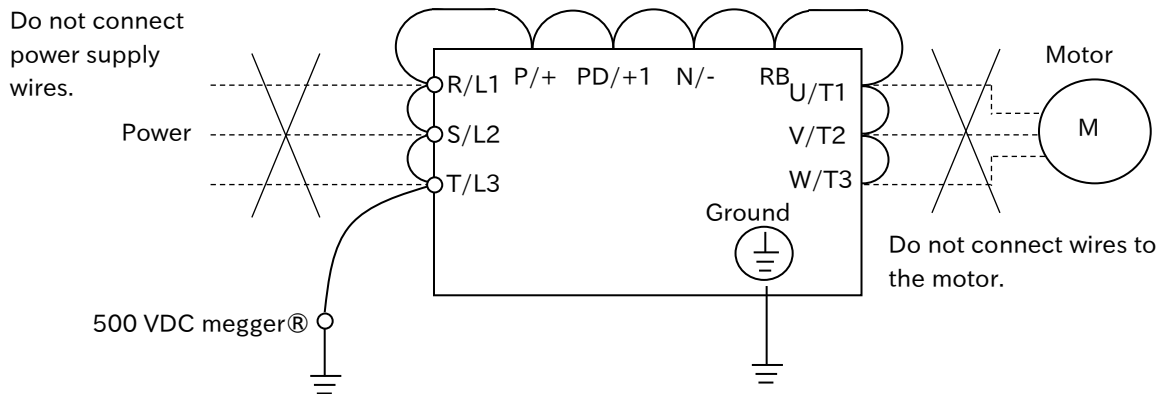 Do not connect
power supply
wires.
Motor
R/L1
P/+
PD/+1
N/-
RB
U/T1
Power
S/L2
V/T2
M
T/L3
W/T3
Ground
Do not connect wires to
the motor.
500 VDC megger®